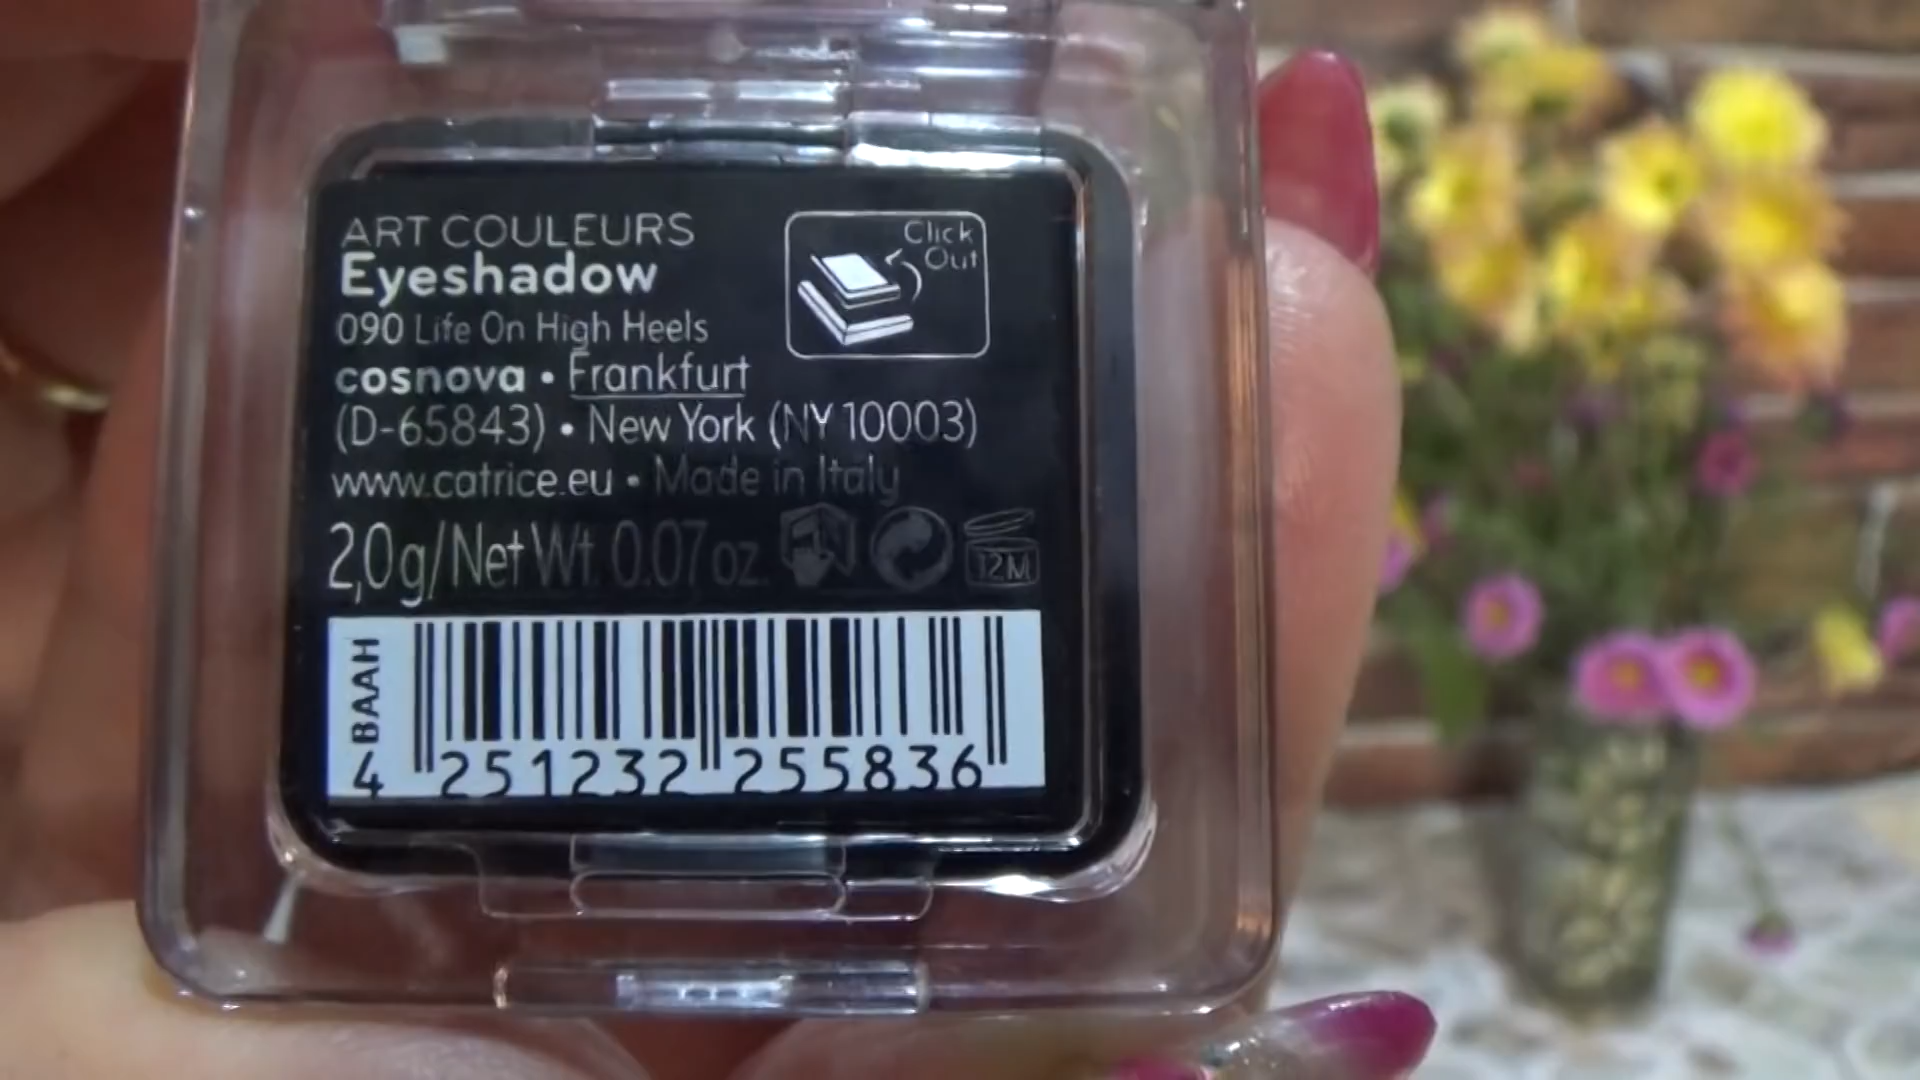 ART COULEURS
Eyeshadow
090 Life On High Heels
cosnova • Frankfurt
(D-65843) • New York (NY 10003)
www.catrice.eu • Made in Italy
2,0g/Net Wt. 0.07 oz.
12M
Click
Out
BAAH
4 251232 255836